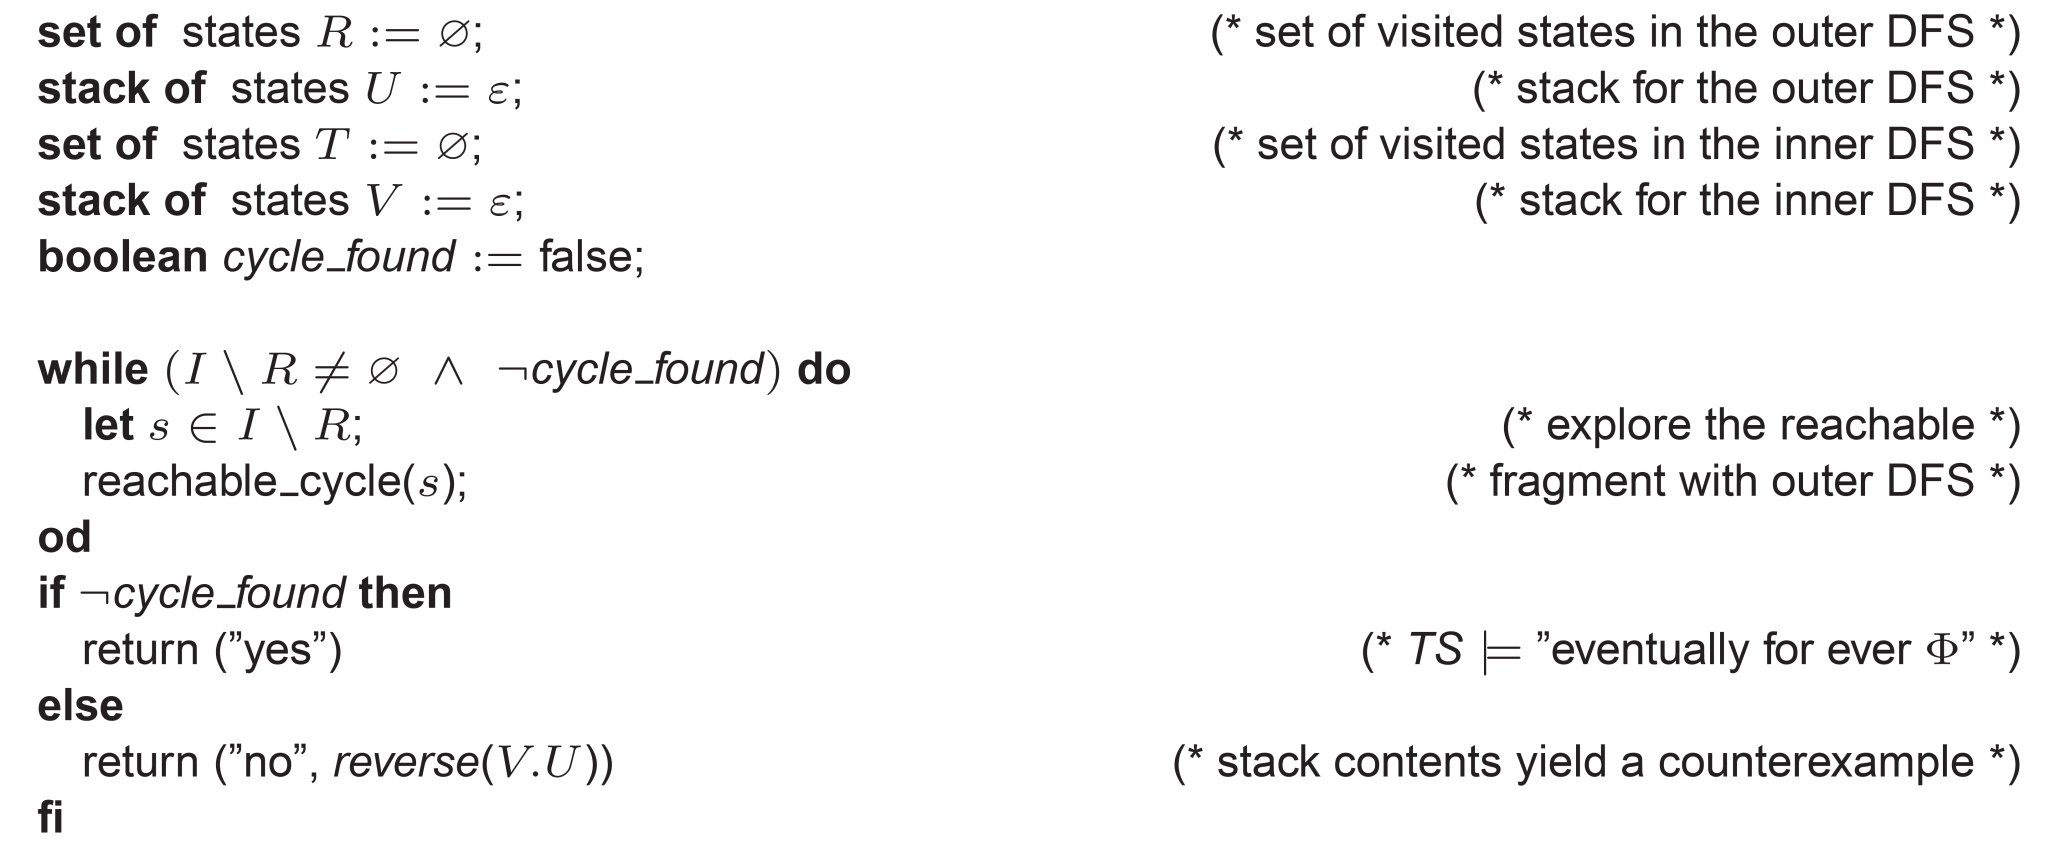 set of states R := ∅; (* set of visited states in the outer DFS *)
stack of states U := ε; (* stack for the outer DFS *)
set of states T := ∅; (* set of visited states in the inner DFS *)
stack of states V := ε; (* stack for the inner DFS *)
boolean cycle_found := false;
while (I \ R ≠ ∅ ∧ ¬cycle_found) do
let s ∈ I \ R; (* explore the reachable *)
reachable_cycle(s); (* fragment with outer DFS *)
od
if ¬cycle_found then
return (”yes”) (* TS ⊨ ”eventually for ever Φ” *)
else
return (”no”, reverse(V.U)) (* stack contents yield a counterexample *)
fi